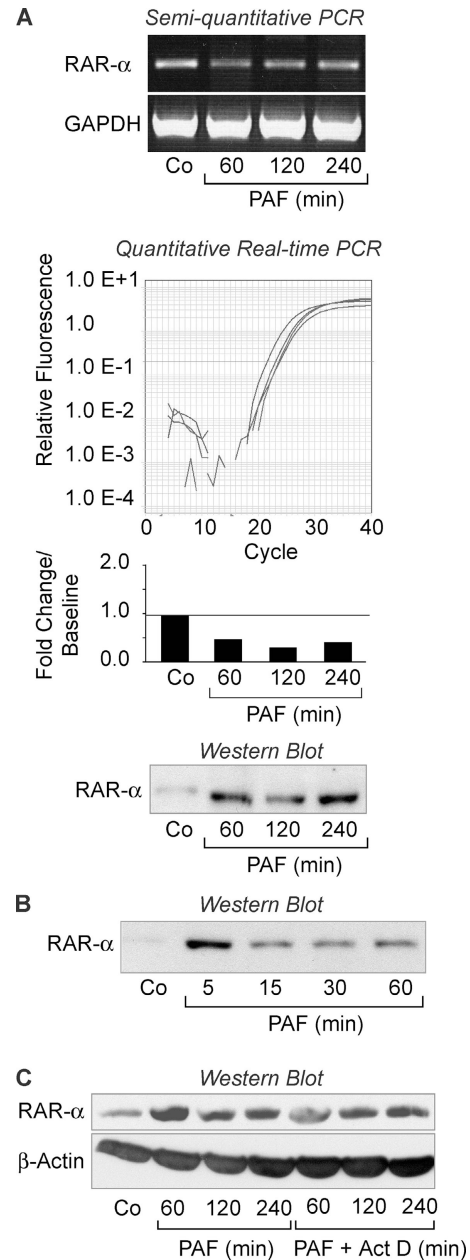 A
Semi-quantitative PCR
RAR-α
GAPDH
Co 60 120 240
PAF (min)
Quantitative Real-time PCR
Relative Fluorescence
1.0 E+1
1.0
1.0 E-1
1.0 E-2
1.0 E-3
1.0 E-4
0 10 20 30 40
Cycle
Fold Change/
Baseline
2.0
1.0
0.0
Co 60 120 240
PAF (min)
Western Blot
RAR-α
Co 60 120 240
PAF (min)
B
Western Blot
RAR-α
Co 5 15 30 60
PAF (min)
C
Western Blot
RAR-α
β-Actin
Co 60 120 240 60 120 240
PAF (min) PAF + Act D (min)